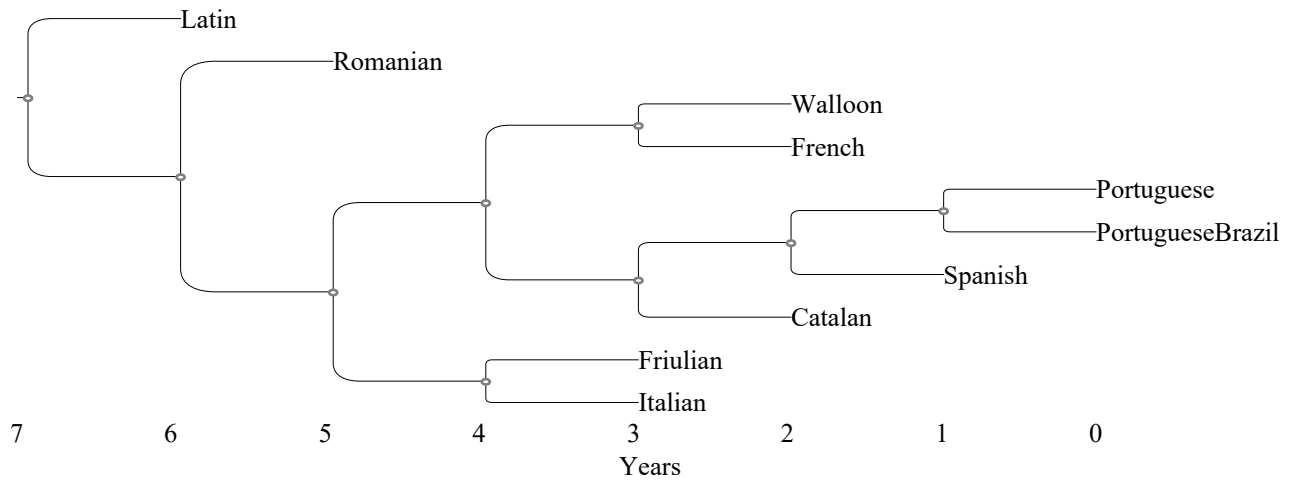 Latin
Romanian
Walloon
French
Portuguese
PortugueseBrazil
Spanish
Catalan
Friulian
Italian
7 6 5 4 3 2 1 0
Years